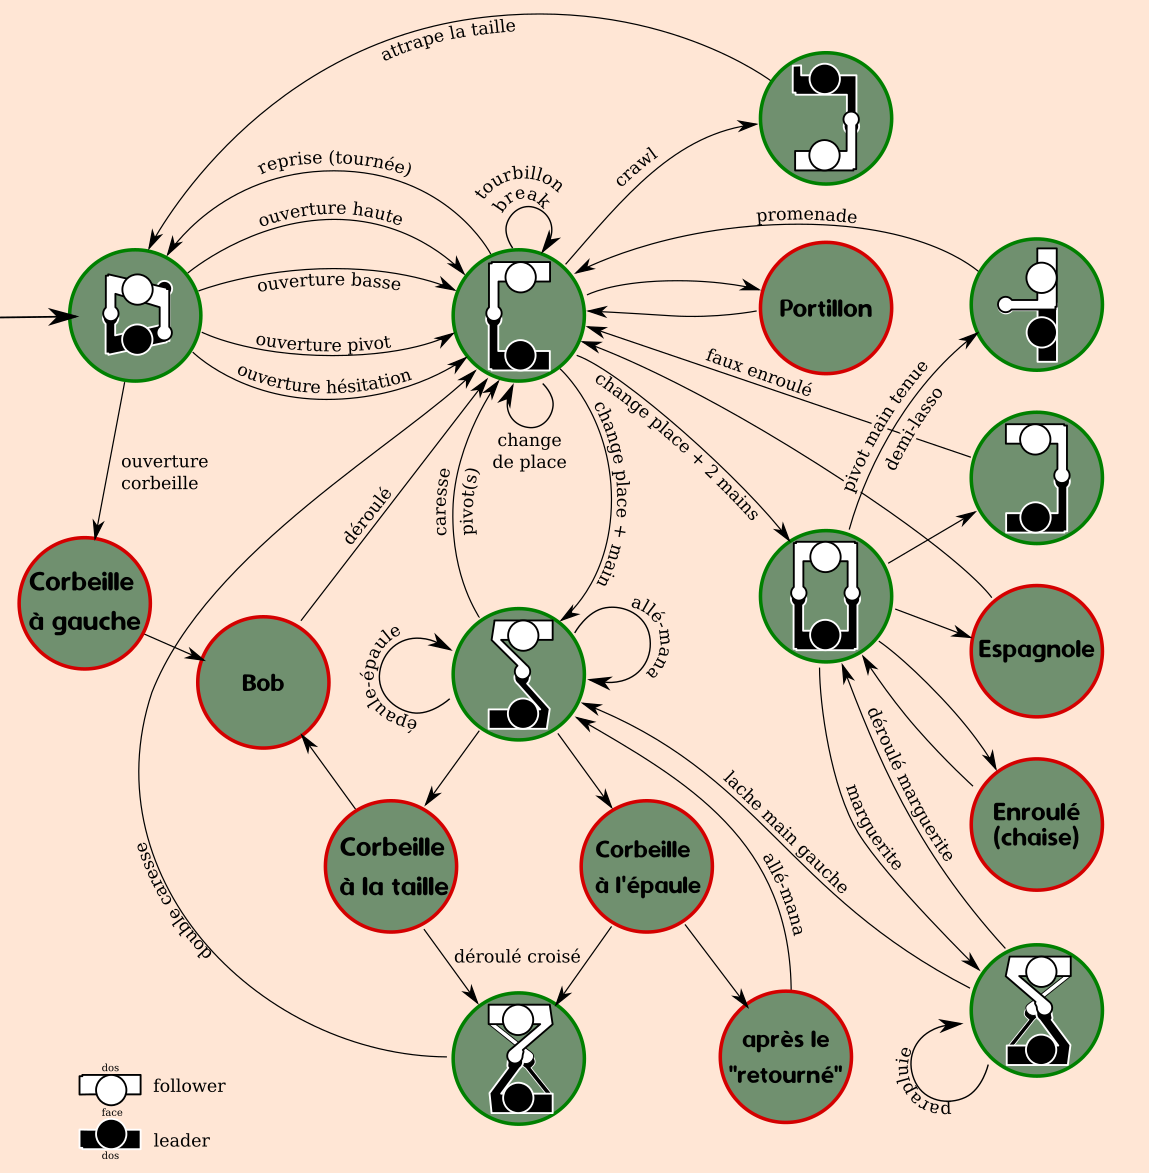 attrape la taille
reprise (tournée)
tourbillon
break
crawl
ouverture haute
promenade
ouverture basse
Portillon
ouverture pivot
faux enroulé
ouverture hésitation
change place + 2 mains
change place + main
pivot main tenue
demi-lasso
change
de place
ouverture
corbeille
caresse
pivot(s)
déroulé
Corbeille
à gauche
Bob
épaule-épaule
allé-mana
Espagnole
déroulé marguerite
marguerite
Enroulé
(chaise)
lache main gauche
allé-mana
Corbeille
à la taille
Corbeille
à l'épaule
double caresse
déroulé croisé
après le
"retourné"
parapluie
dos
follower
face
leader
dos